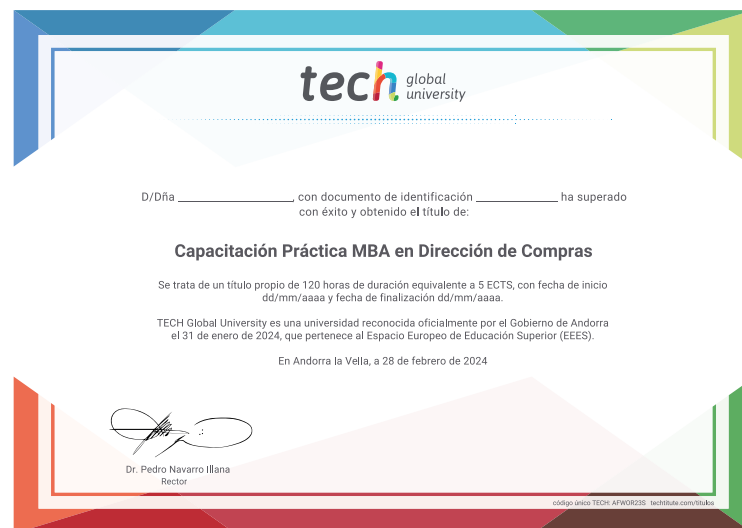 tech global university
D/Dña ______________, con documento de identificación __________ ha superado
con éxito y obtenido el título de:
Capacitación Práctica MBA en Dirección de Compras
Se trata de un título propio de 120 horas de duración equivalente a 5 ECTS, con fecha de inicio
dd/mm/aaaa y fecha de finalización dd/mm/aaaa.
TECH Global University es una universidad reconocida oficialmente por el Gobierno de Andorra
el 31 de enero de 2024, que pertenece al Espacio Europeo de Educación Superior (EEES).
En Andorra la Vella, a 28 de febrero de 2024
Dr. Pedro Navarro Illana
Rector
código único TECH: AFWOR23S techtitute.com/titulos